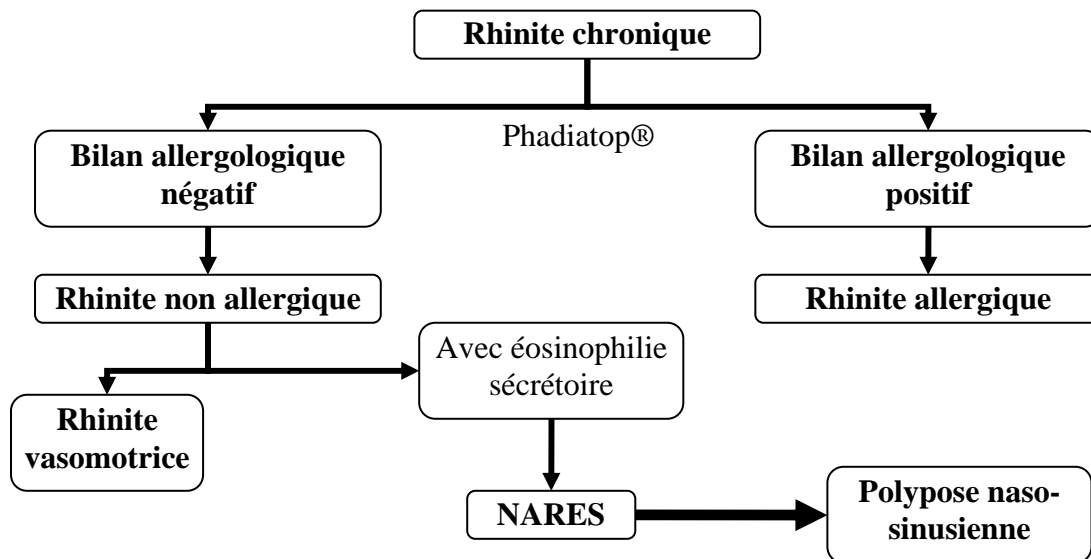 Rhinite chronique
Phadiatop®
Bilan allergologique
négatif
Bilan allergologique
positif
Rhinite non allergique
Rhinite allergique
Avec éosinophilie
sécrétoire
Rhinite
vasomotrice
NARES
Polypose naso-
sinusienne